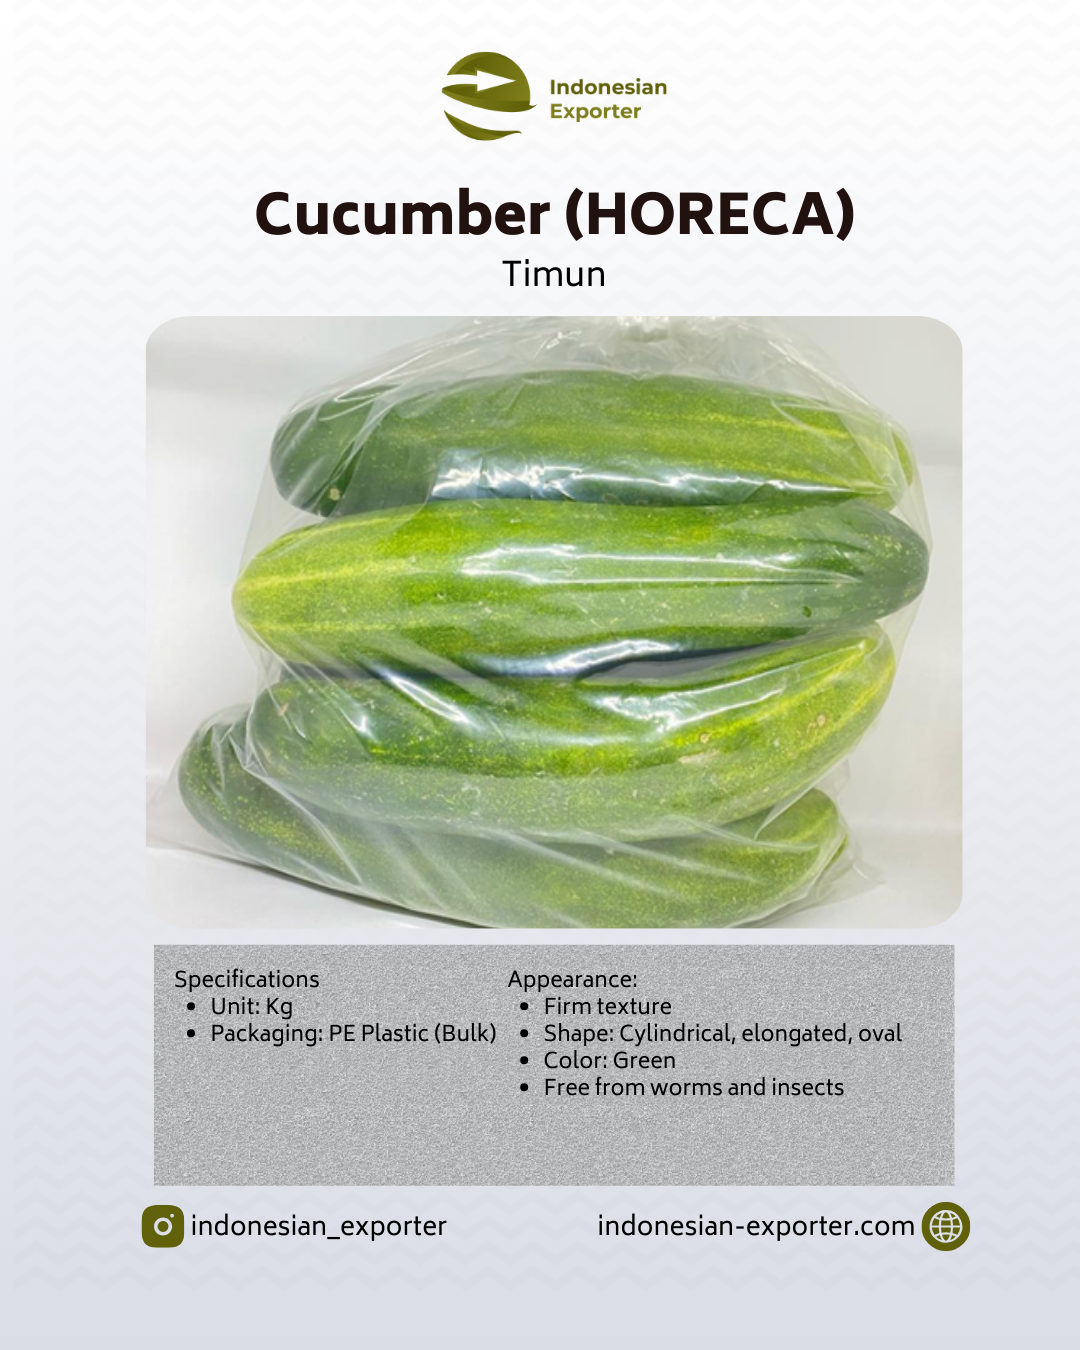 Indonesian
Exporter
Cucumber (HORECA)
Timun
Specifications
• Unit: Kg
• Packaging: PE Plastic (Bulk)
Appearance:
• Firm texture
• Shape: Cylindrical, elongated, oval
• Color: Green
• Free from worms and insects
indonesian_exporter
indonesian-exporter.com